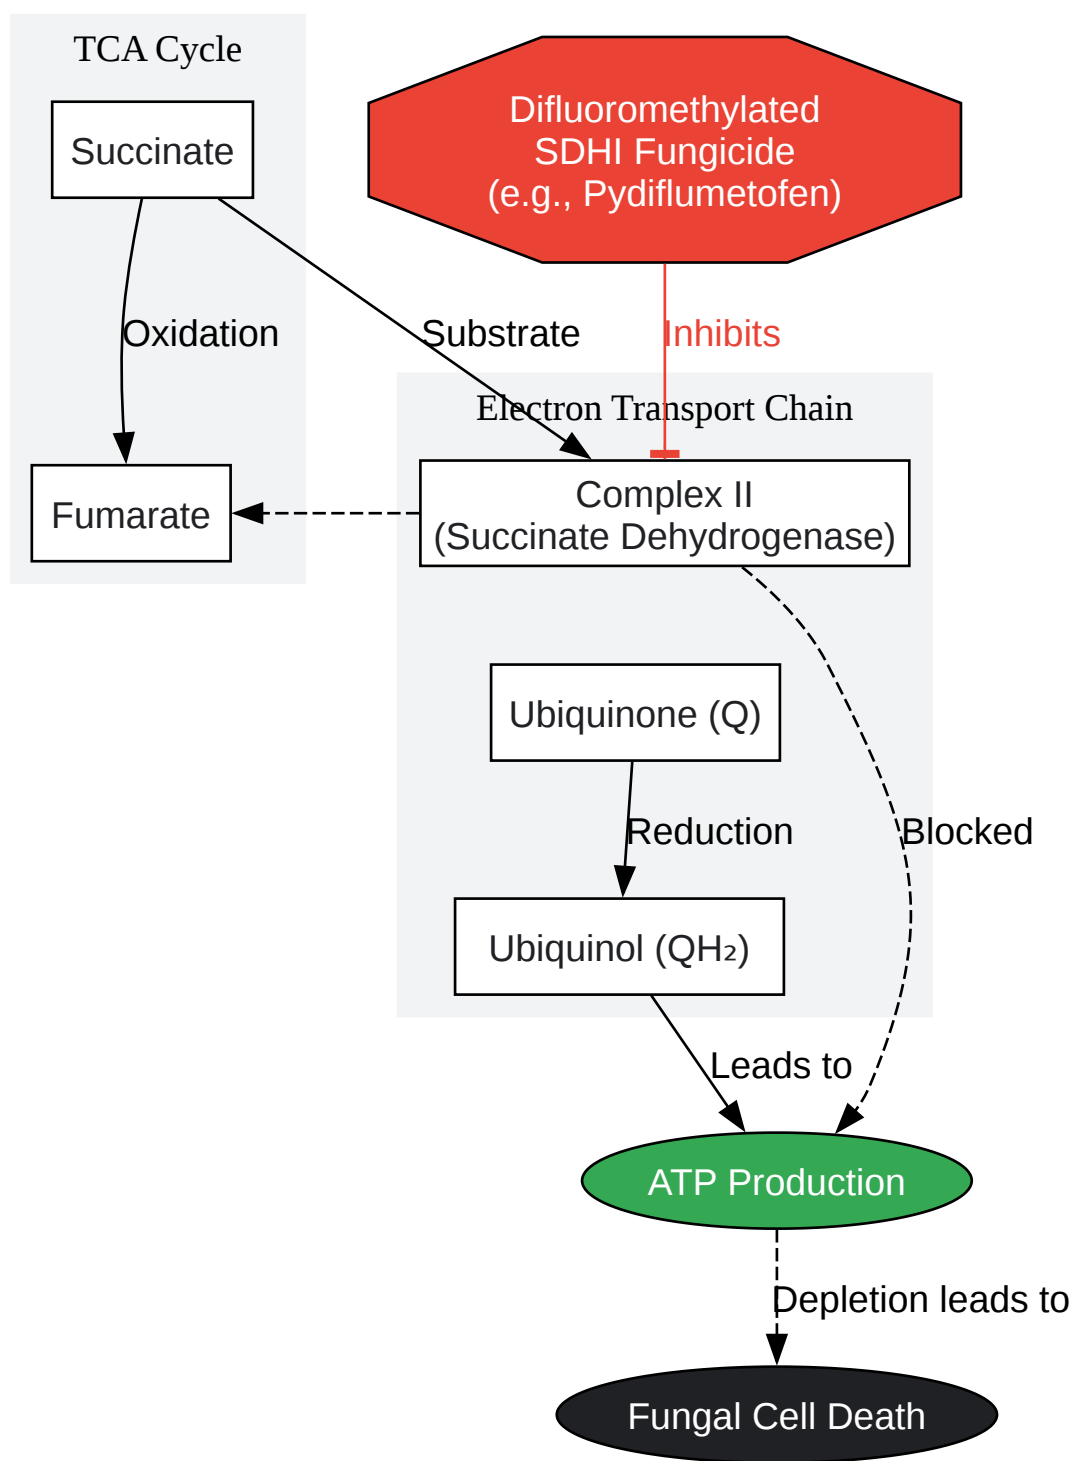 TCA Cycle
Succinate
Difluoromethylated
SDHI Fungicide
(e.g., Pydiflumetofen)
Oxidation
Substrate
Inhibits
Electron Transport Chain
Fumarate
Complex II
(Succinate Dehydrogenase)
Ubiquinone (Q)
Reduction
Blocked
Ubiquinol (QH₂)
Leads to
ATP Production
Depletion leads to
Fungal Cell Death